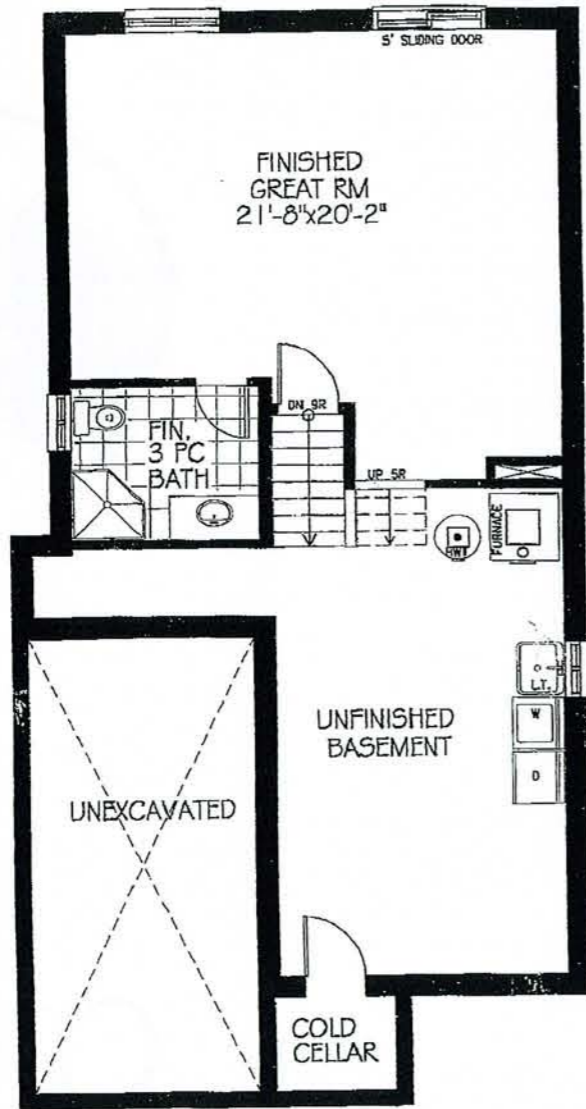 5' SLIDING DOOR
FINISHED
GREAT RM
21'-8"x20'-2"
DN 9R
FIN.
3 PC
BATH
UP 5R
HWT
FURNACE
L.T.
W
UNFINISHED
BASEMENT
D
UNEXCAVATED
COLD
CELLAR